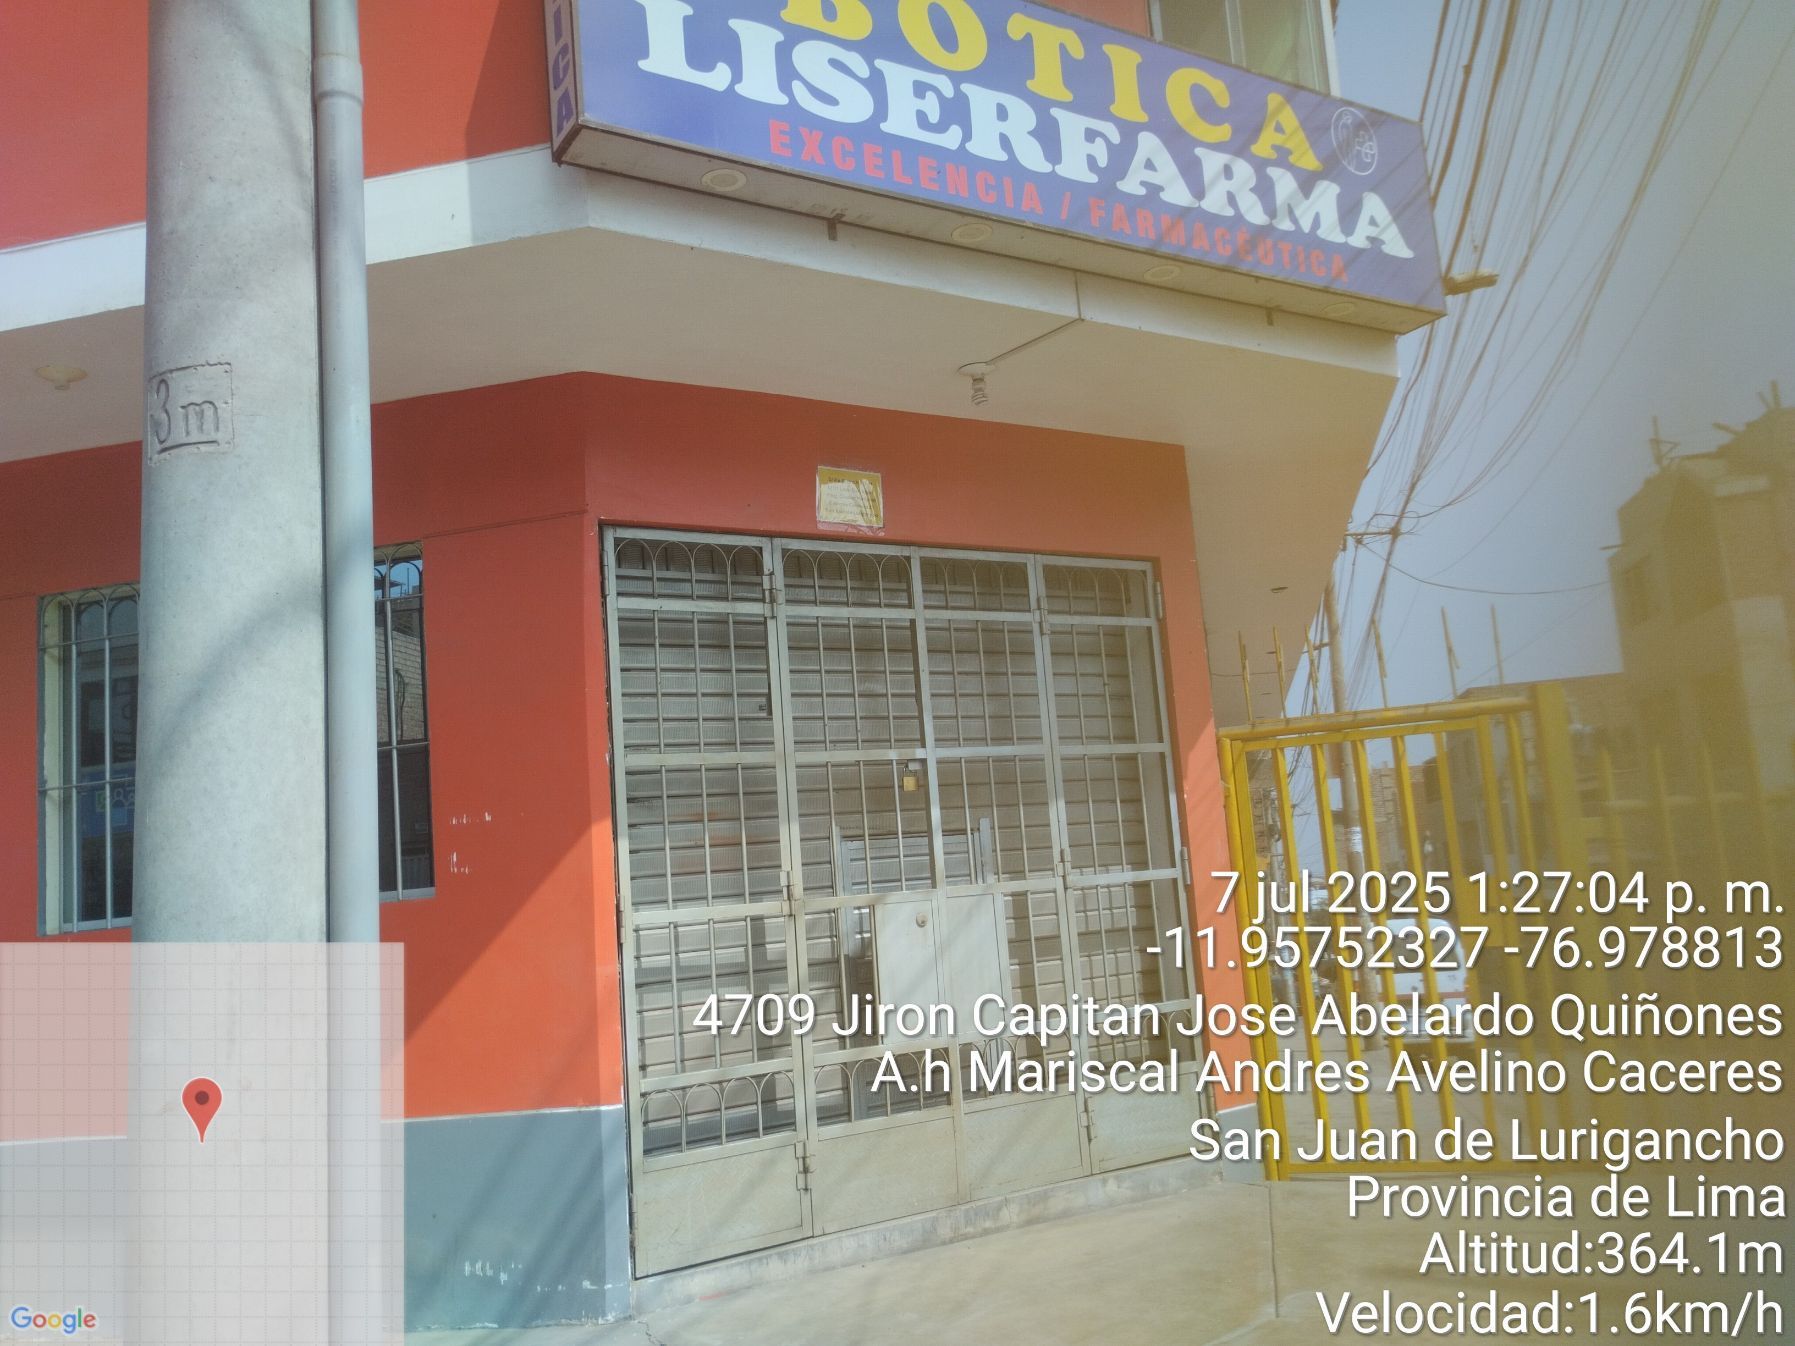 BOTICA
LISERFARMA
EXCELENCIA / FARMACÉUTICA
ICA
3 m
7 jul 2025 1:27:04 p. m.
-11.95752327 -76.978813
4709 Jiron Capitan Jose Abelardo Quiñones
A.h Mariscal Andres Avelino Caceres
San Juan de Lurigancho
Provincia de Lima
Altitud:364.1m
Velocidad:1.6km/h
Google